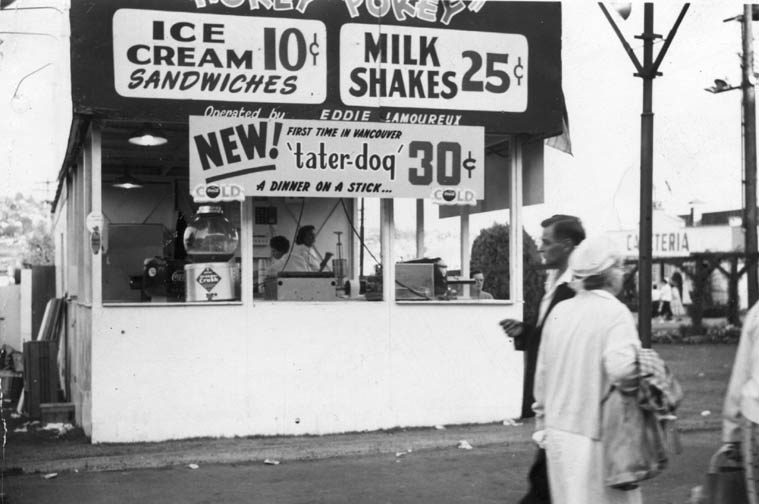 HOKEY POKEY"
ICE
CREAM 10¢
SANDWICHES
MILK
SHAKES 25¢
Operated by EDDIE LAMOUREUX
NEW! FIRST TIME IN VANCOUVER
'tater-dog' 30¢
A DINNER ON A STICK...
COLD
COLD
Crush